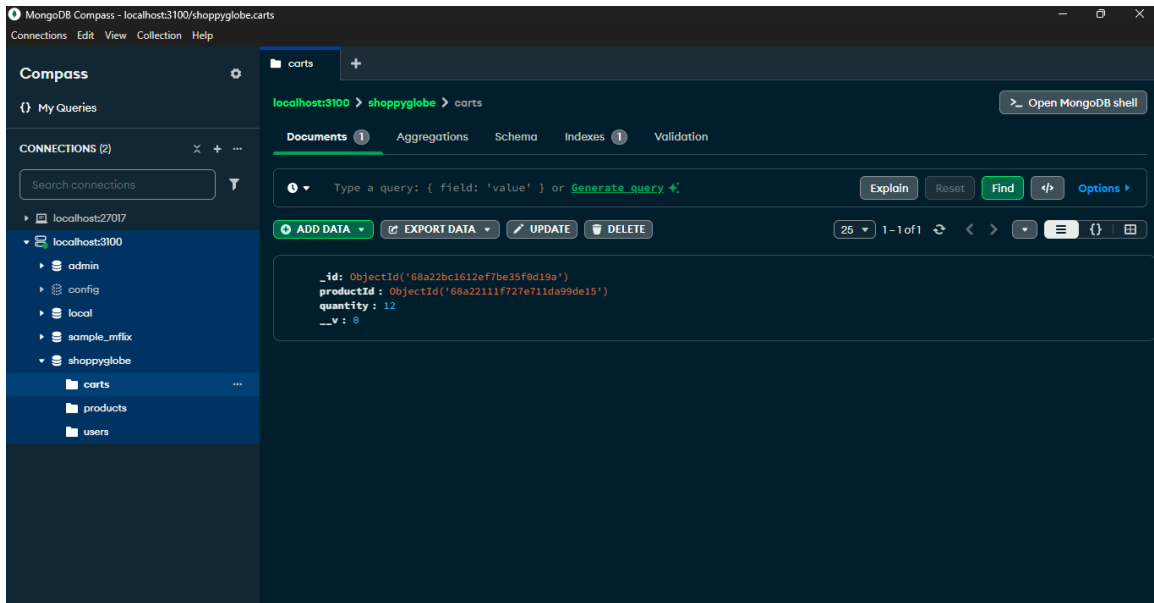 MongoDB Compass - localhost:3100/shoppyglobe.carts
Connections Edit View Collection Help
Compass
{} My Queries
CONNECTIONS (2)
Search connections
localhost:27017
localhost:3100
admin
config
local
sample_mflix
shoppyglobe
carts
products
users
carts
localhost:3100 > shoppyglobe > carts
>_ Open MongoDB shell
Documents 1 Aggregations Schema Indexes 1 Validation
Type a query: { field: 'value' } or Generate query
Explain Reset Find </> Options
ADD DATA EXPORT DATA UPDATE DELETE
25 1-1 of 1 {}
_id: ObjectId('68a22bc1612ef7be35f0d19a')
productId : ObjectId('68a22111f727e711da99de15')
quantity : 12
__v : 0